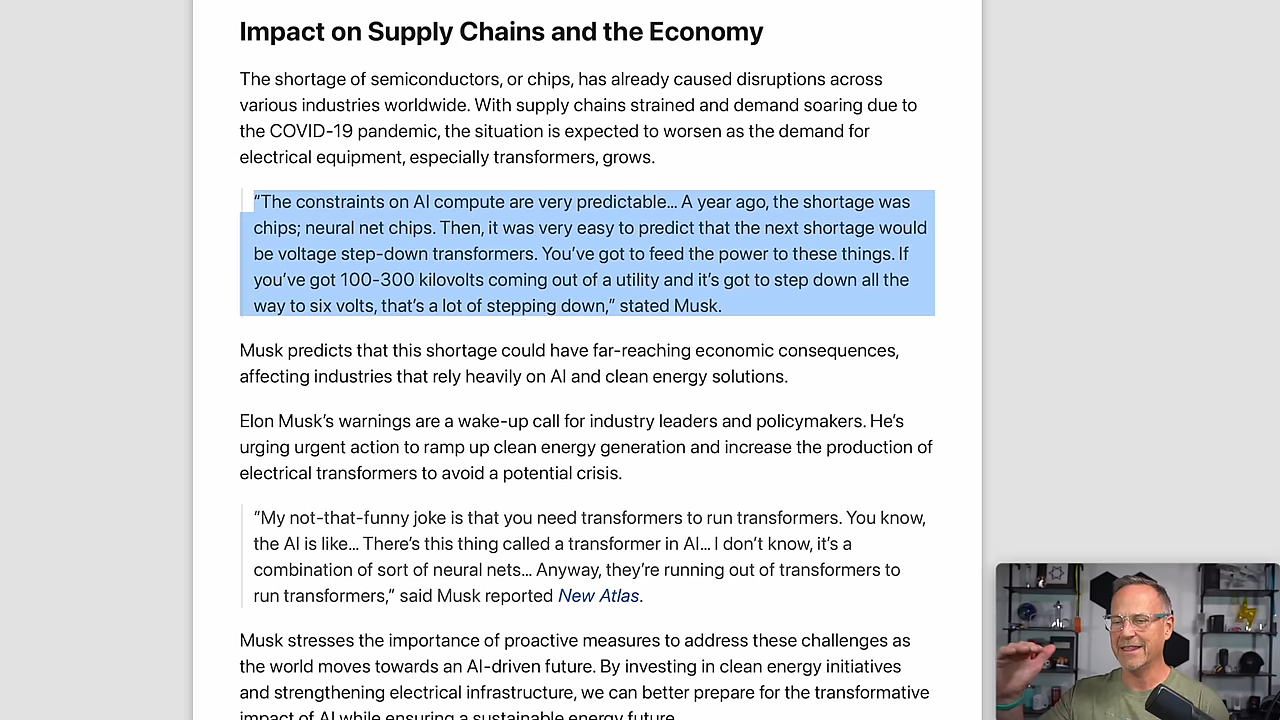 Impact on Supply Chains and the Economy
The shortage of semiconductors, or chips, has already caused disruptions across
various industries worldwide. With supply chains strained and demand soaring due to
the COVID-19 pandemic, the situation is expected to worsen as the demand for
electrical equipment, especially transformers, grows.
“The constraints on AI compute are very predictable… A year ago, the shortage was
chips; neural net chips. Then, it was very easy to predict that the next shortage would
be voltage step-down transformers. You’ve got to feed the power to these things. If
you’ve got 100-300 kilovolts coming out of a utility and it’s got to step down all the
way to six volts, that’s a lot of stepping down,” stated Musk.
Musk predicts that this shortage could have far-reaching economic consequences,
affecting industries that rely heavily on AI and clean energy solutions.
Elon Musk’s warnings are a wake-up call for industry leaders and policymakers. He’s
urging urgent action to ramp up clean energy generation and increase the production of
electrical transformers to avoid a potential crisis.
“My not-that-funny joke is that you need transformers to run transformers. You know,
the AI is like… There’s this thing called a transformer in AI… I don’t know, it’s a
combination of sort of neural nets… Anyway, they’re running out of transformers to
run transformers,” said Musk reported New Atlas.
Musk stresses the importance of proactive measures to address these challenges as
the world moves towards an AI-driven future. By investing in clean energy initiatives
and strengthening electrical infrastructure, we can better prepare for the transformative
impact of AI while ensuring a sustainable energy future.